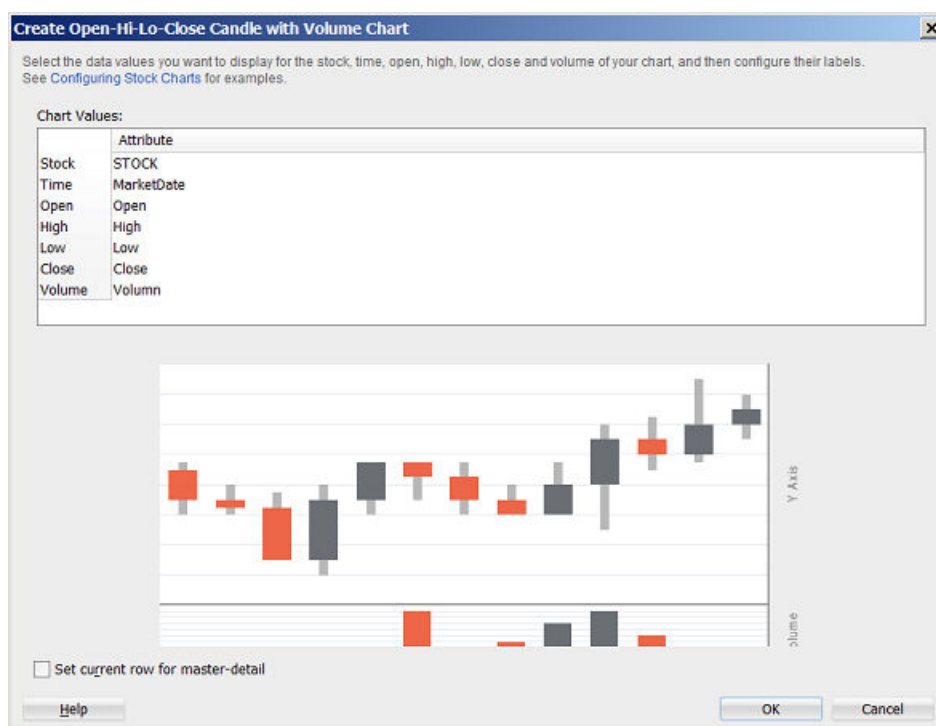 Create Open-Hi-Lo-Close Candle with Volume Chart
Select the data values you want to display for the stock, time, open, high, low, close and volume of your chart, and then configure their labels.
See Configuring Stock Charts for examples.
Chart Values:
Attribute
Stock STOCK
Time MarketDate
Open Open
High High
Low Low
Close Close
Volume Volumn
Y Axis
olume
Set current row for master-detail
Help OK Cancel